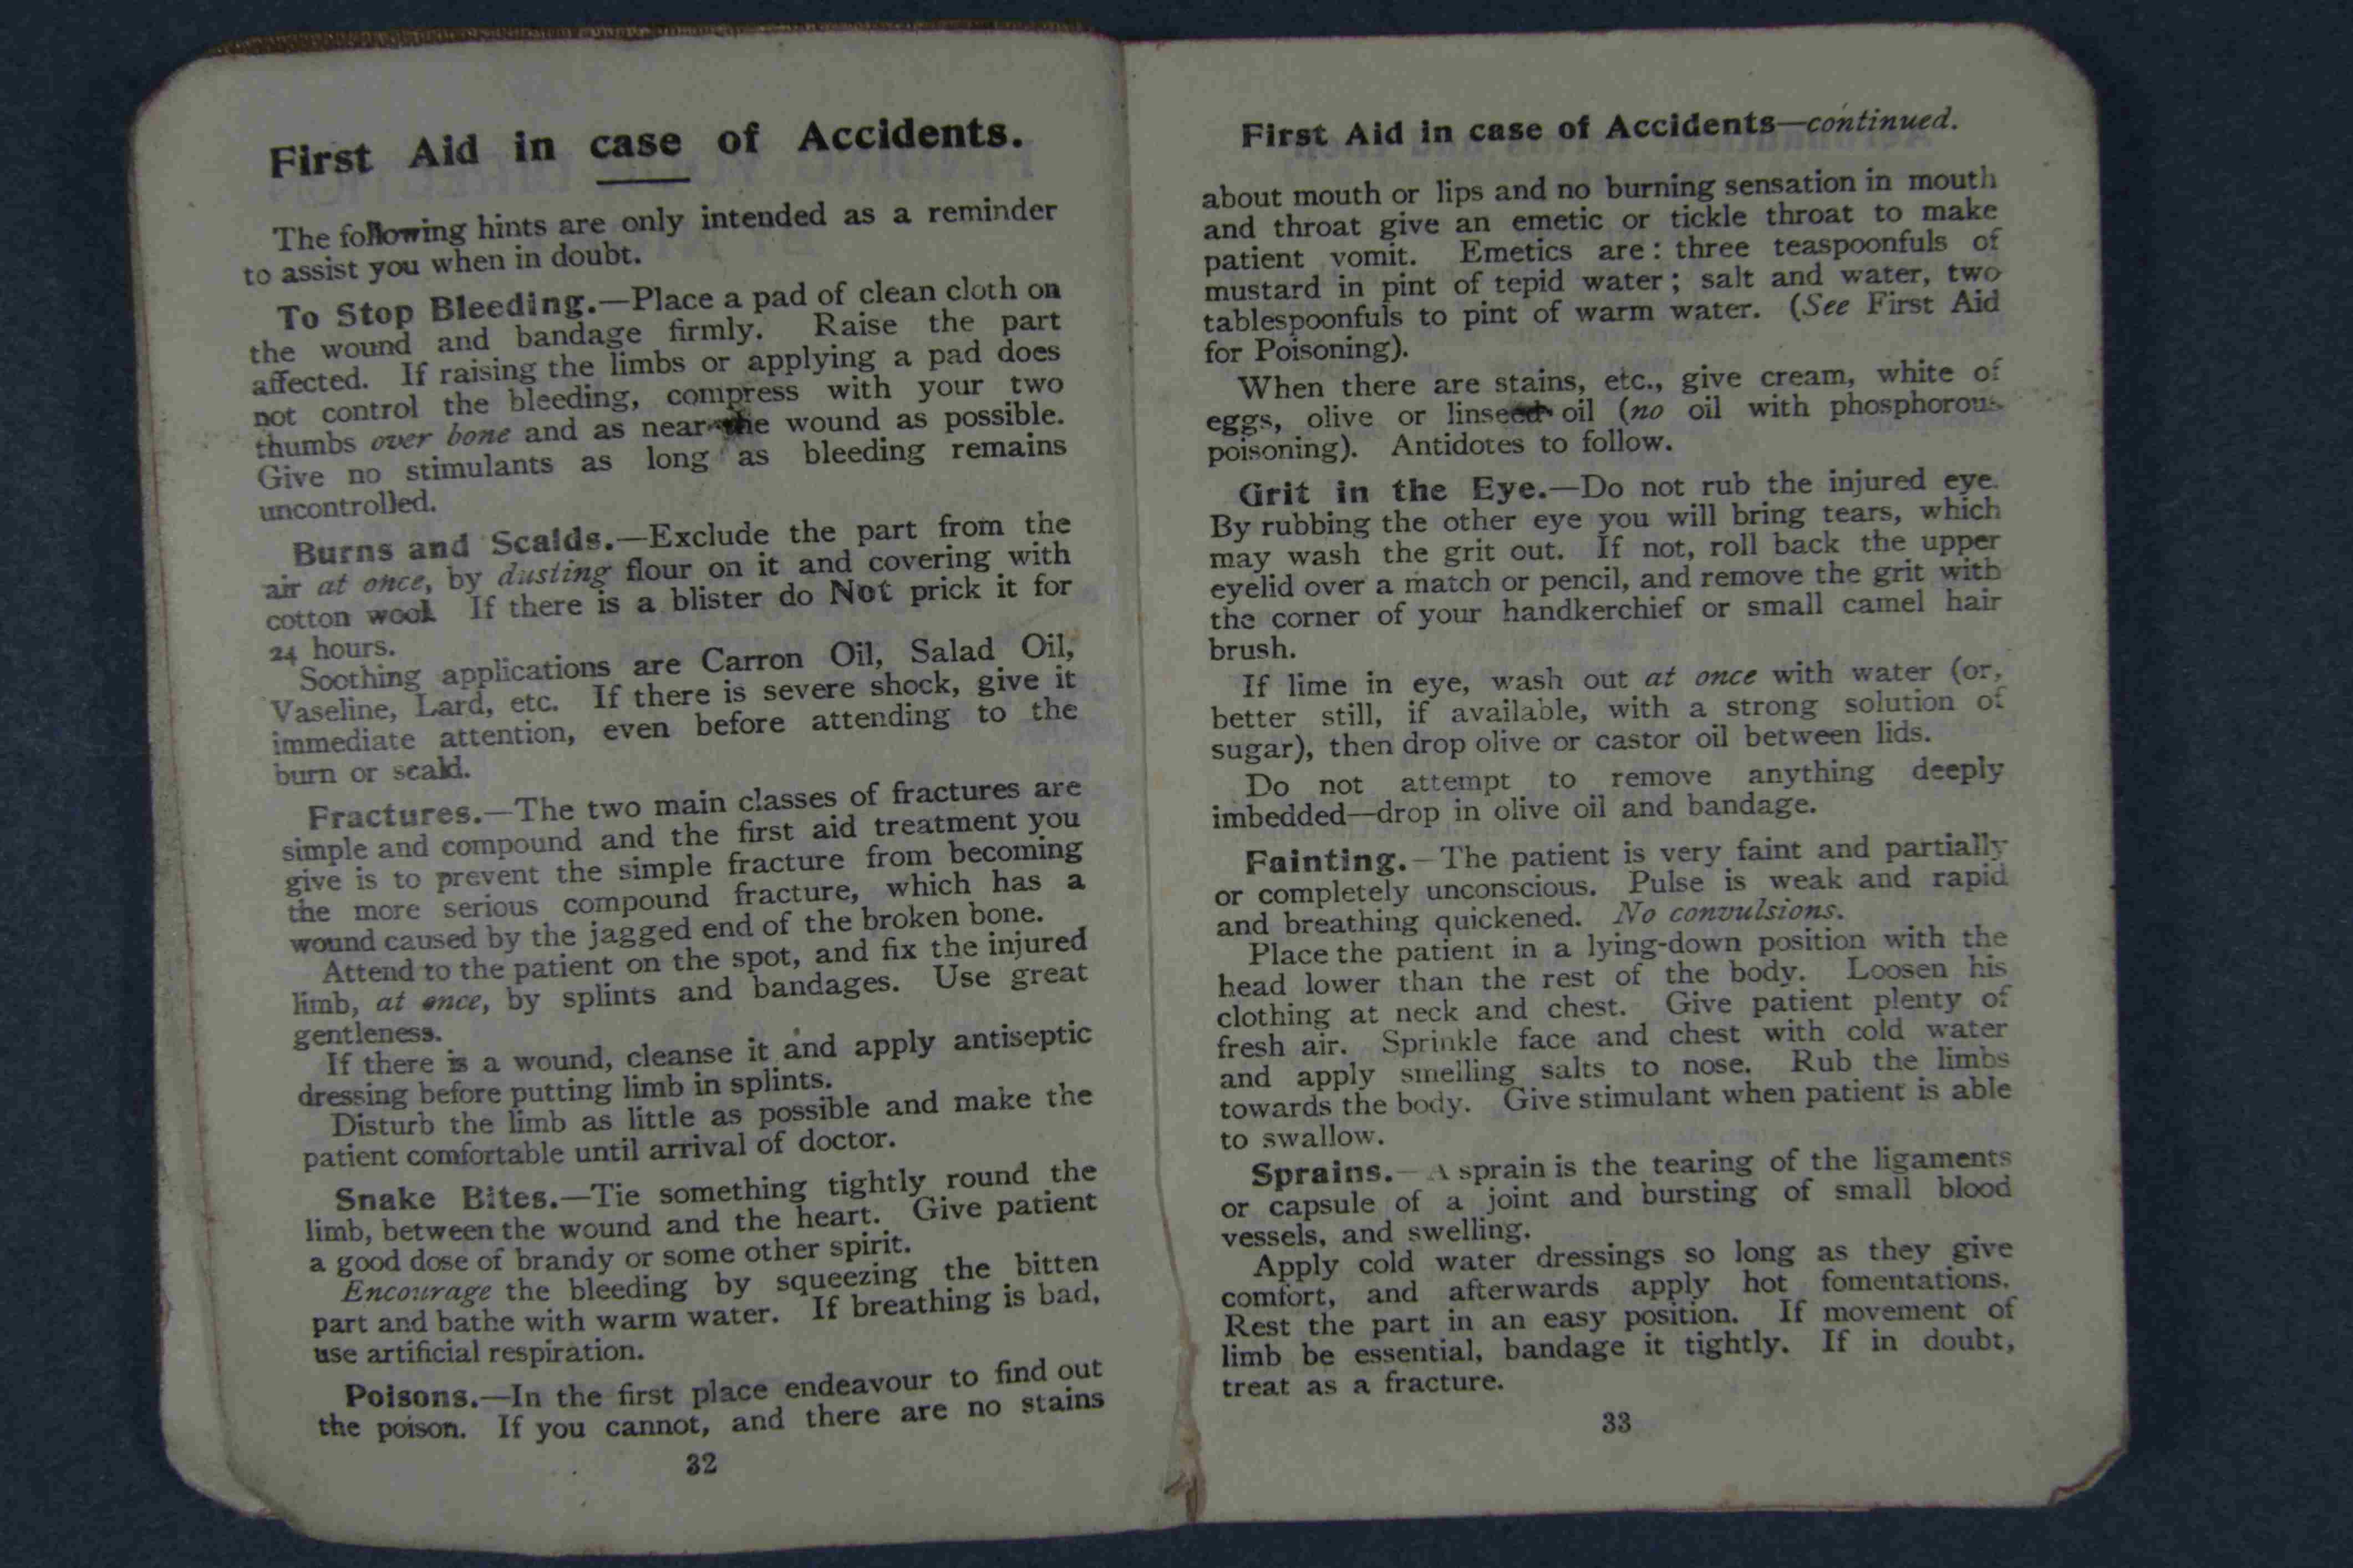 First Aid in case of Accidents.
The following hints are only intended as a reminder
to assist you when in doubt.
To Stop Bleeding.—Place a pad of clean cloth on
the wound and bandage firmly. Raise the part
affected. If raising the limbs or applying a pad does
not control the bleeding, compress with your two
thumbs over bone and as near the wound as possible.
Give no stimulants as long as bleeding remains
uncontrolled.
Burns and Scalds.—Exclude the part from the
air at once, by dusting flour on it and covering with
cotton wool. If there is a blister do Not prick it for
24 hours.
Soothing applications are Carron Oil, Salad Oil,
Vaseline, Lard, etc. If there is severe shock, give it
immediate attention, even before attending to the
burn or scald.
Fractures.—The two main classes of fractures are
simple and compound and the first aid treatment you
give is to prevent the simple fracture from becoming
the more serious compound fracture, which has a
wound caused by the jagged end of the broken bone.
Attend to the patient on the spot, and fix the injured
limb, at once, by splints and bandages. Use great
gentleness.
If there is a wound, cleanse it and apply antiseptic
dressing before putting limb in splints.
Disturb the limb as little as possible and make the
patient comfortable until arrival of doctor.
Snake Bites.—Tie something tightly round the
limb, between the wound and the heart. Give patient
a good dose of brandy or some other spirit.
Encourage the bleeding by squeezing the bitten
part and bathe with warm water. If breathing is bad,
use artificial respiration.
Poisons.—In the first place endeavour to find out
the poison. If you cannot, and there are no stains
32
First Aid in case of Accidents—continued.
about mouth or lips and no burning sensation in mouth
and throat give an emetic or tickle throat to make
patient vomit. Emetics are: three teaspoonfuls of
mustard in pint of tepid water; salt and water, two
tablespoonfuls to pint of warm water. (See First Aid
for Poisoning).
When there are stains, etc., give cream, white of
eggs, olive or linseed oil (no oil with phosphorous
poisoning). Antidotes to follow.
Grit in the Eye.—Do not rub the injured eye.
By rubbing the other eye you will bring tears, which
may wash the grit out. If not, roll back the upper
eyelid over a match or pencil, and remove the grit with
the corner of your handkerchief or small camel hair
brush.
If lime in eye, wash out at once with water (or,
better still, if available, with a strong solution of
sugar), then drop olive or castor oil between lids.
Do not attempt to remove anything deeply
imbedded—drop in olive oil and bandage.
Fainting.—The patient is very faint and partially
or completely unconscious. Pulse is weak and rapid
and breathing quickened. No convulsions.
Place the patient in a lying-down position with the
head lower than the rest of the body. Loosen his
clothing at neck and chest. Give patient plenty of
fresh air. Sprinkle face and chest with cold water
and apply smelling salts to nose. Rub the limbs
towards the body. Give stimulant when patient is able
to swallow.
Sprains.—A sprain is the tearing of the ligaments
or capsule of a joint and bursting of small blood
vessels, and swelling.
Apply cold water dressings so long as they give
comfort, and afterwards apply hot fomentations.
Rest the part in an easy position. If movement of
limb be essential, bandage it tightly. If in doubt,
treat as a fracture.
33